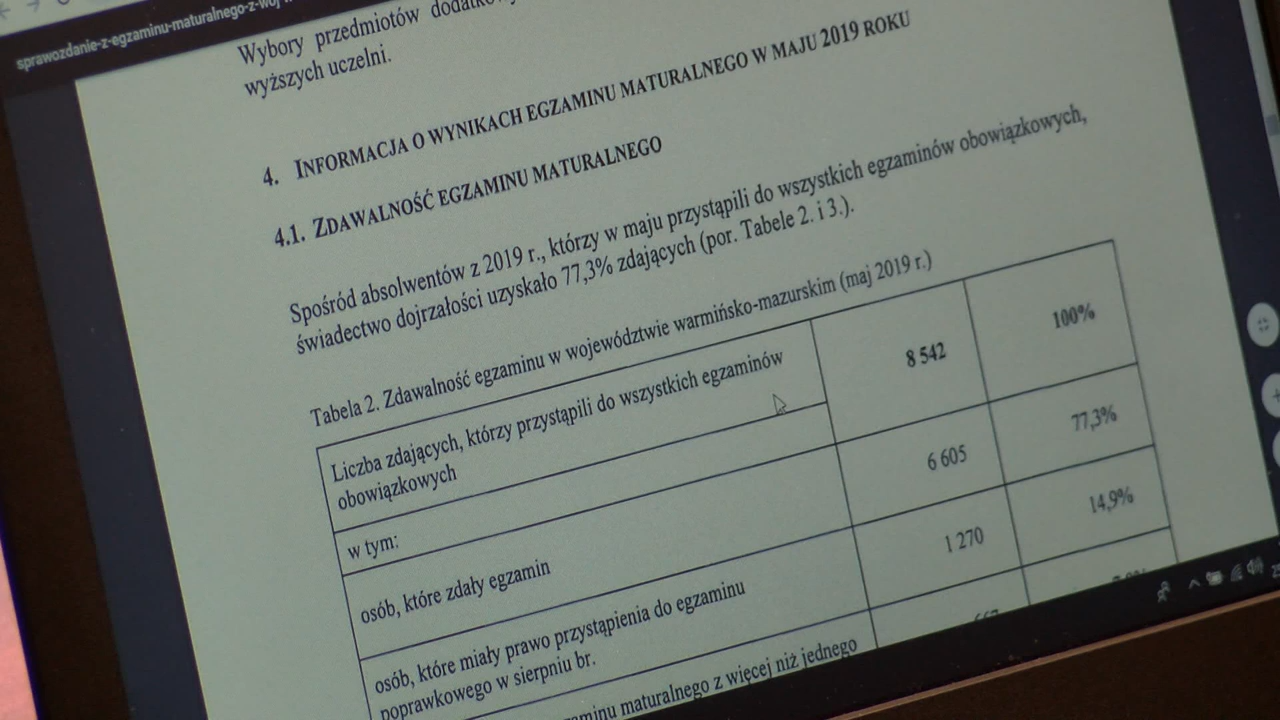 sprawozdanie-z-egzaminu-maturalnego-z-woj
Wybory przedmiotów
wyższych uczelni.
4. INFORMACJA O WYNIKACH EGZAMINU MATURALNEGO W MAJU 2019 ROKU
4.1. ZDAWALNOŚĆ EGZAMINU MATURALNEGO
Spośród absolwentów z 2019 r., którzy w maju przystąpili do wszystkich egzaminów obowiązkowych,
świadectwo dojrzałości uzyskało 77,3% zdających (por. Tabele 2. i 3.).
Tabela 2. Zdawalność egzaminu w województwie warmińsko-mazurskim (maj 2019 r.)
Liczba zdających, którzy przystąpili do wszystkich egzaminów
obowiązkowych
8 542
100%
w tym:
osób, które zdały egzamin
6 605
77,3%
osób, które miały prawo przystąpienia do egzaminu
poprawkowego w sierpniu br.
1 270
14,9%
maturalnego z więcej niż jednego